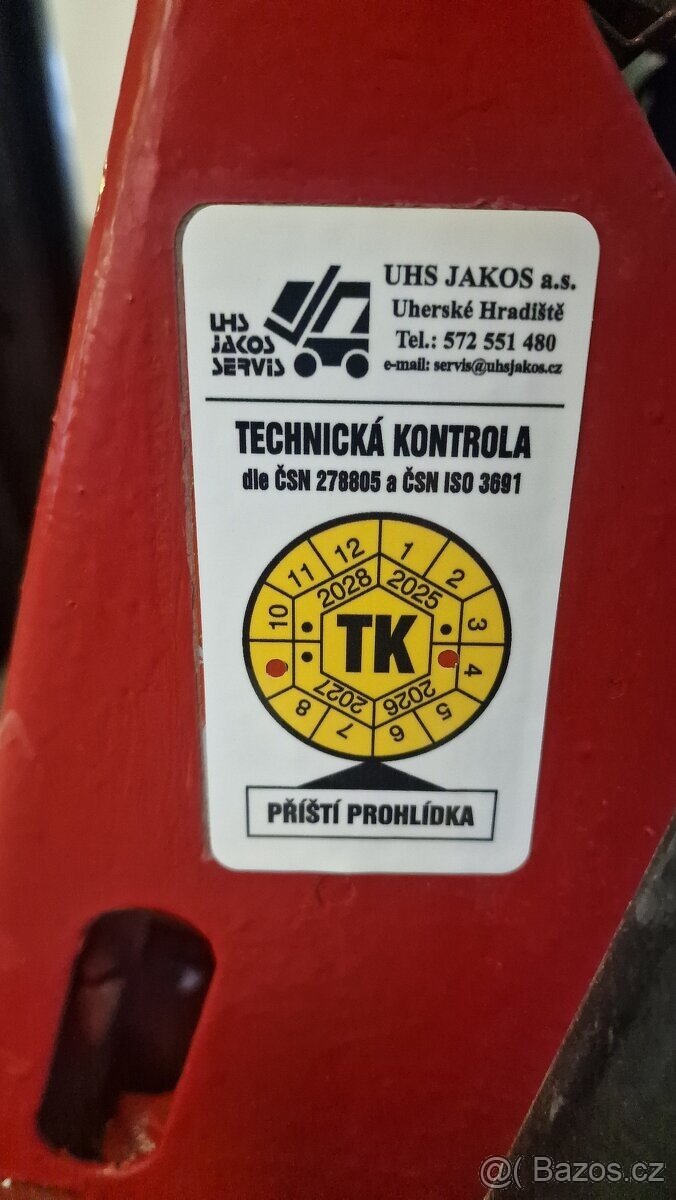 UHS
JAKOS
SERVIS
UHS JAKOS a.s.
Uherské Hradiště
Tel.: 572 551 480
e-mail: servis@uhsjakos.cz
TECHNICKÁ KONTROLA
dle ČSN 278805 a ČSN ISO 3691
12 1
11 2
2028 2025
10 3
TK
4
2027 2026
8 5
7 6
PŘÍŠTÍ PROHLÍDKA
@( Bazos.cz